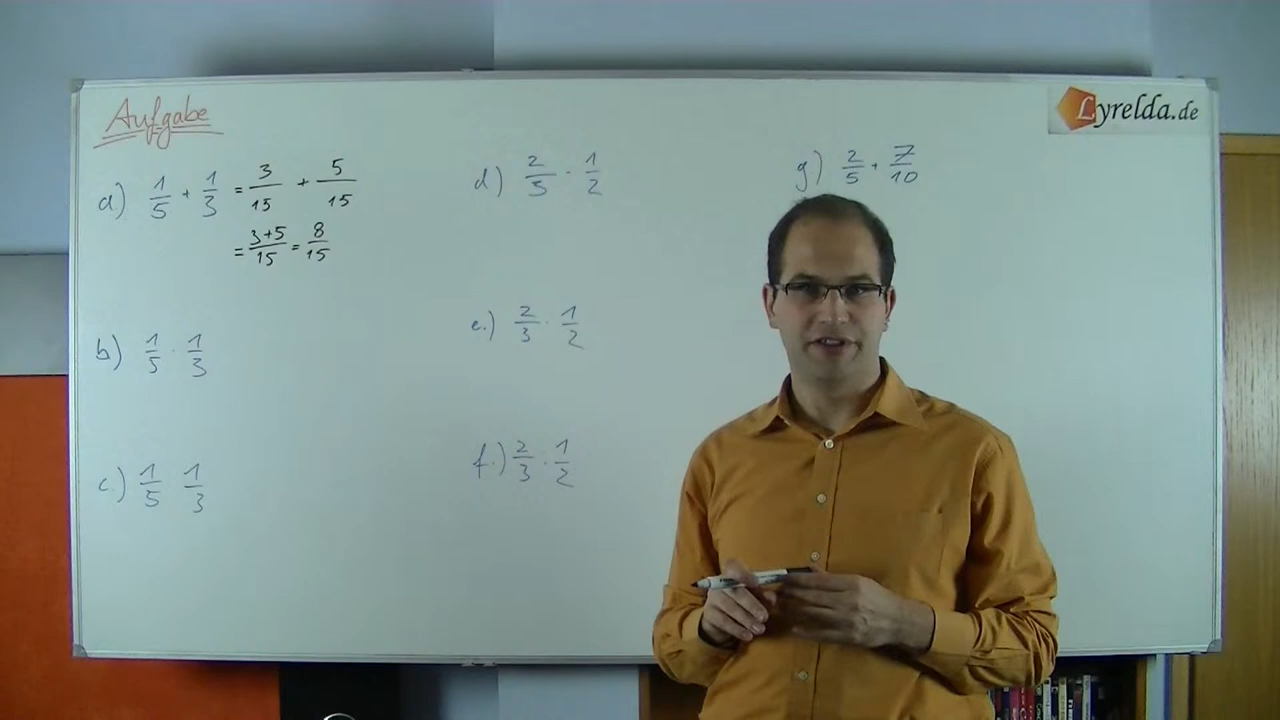 Aufgabe
Lyrelda.de
a) 1/5 + 1/3 = 3/15 + 5/15
= 3+5/15 = 8/15
b) 1/5 · 1/3
c.) 1/5 1/3
d) 2/3 - 1/2
e.) 2/3 · 1/2
f.) 2/3 : 1/2
g) 2/5 + 7/10